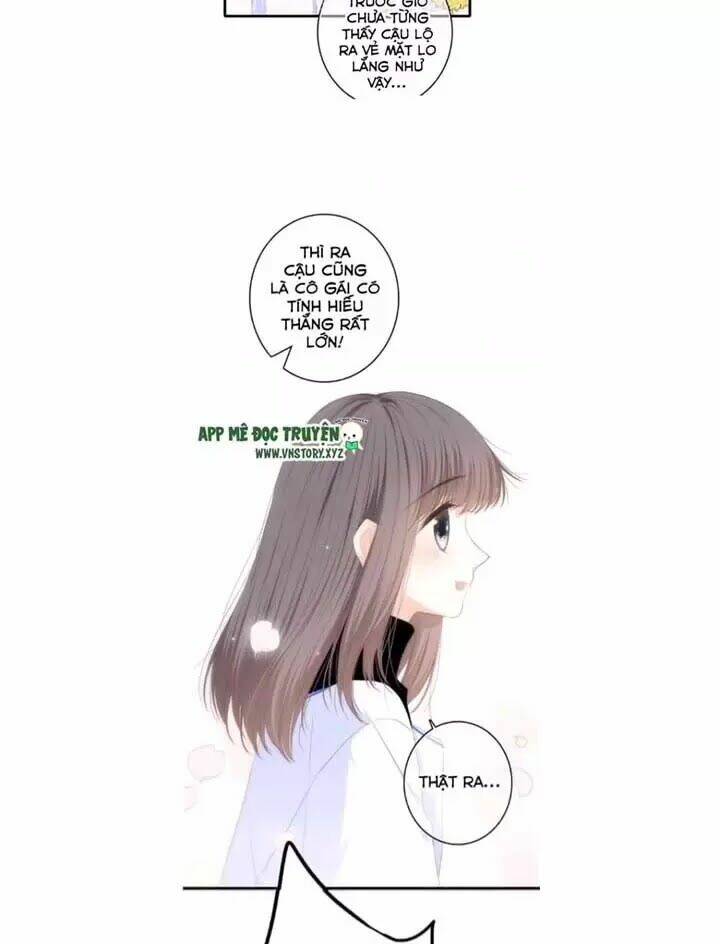 TRƯỚC GIỜ
CHƯA TỪNG
THẤY CẬU LỘ
RA VẺ MẶT LO
LẮNG NHƯ
VẬY...
THÌ RA
CẬU CŨNG
LÀ CÔ GÁI CÓ
TÍNH HIẾU
THẮNG RẤT
LỚN!
APP MÊ ĐỌC TRUYỆN
WWW.VNSTORY.XYZ
THẬT RA...